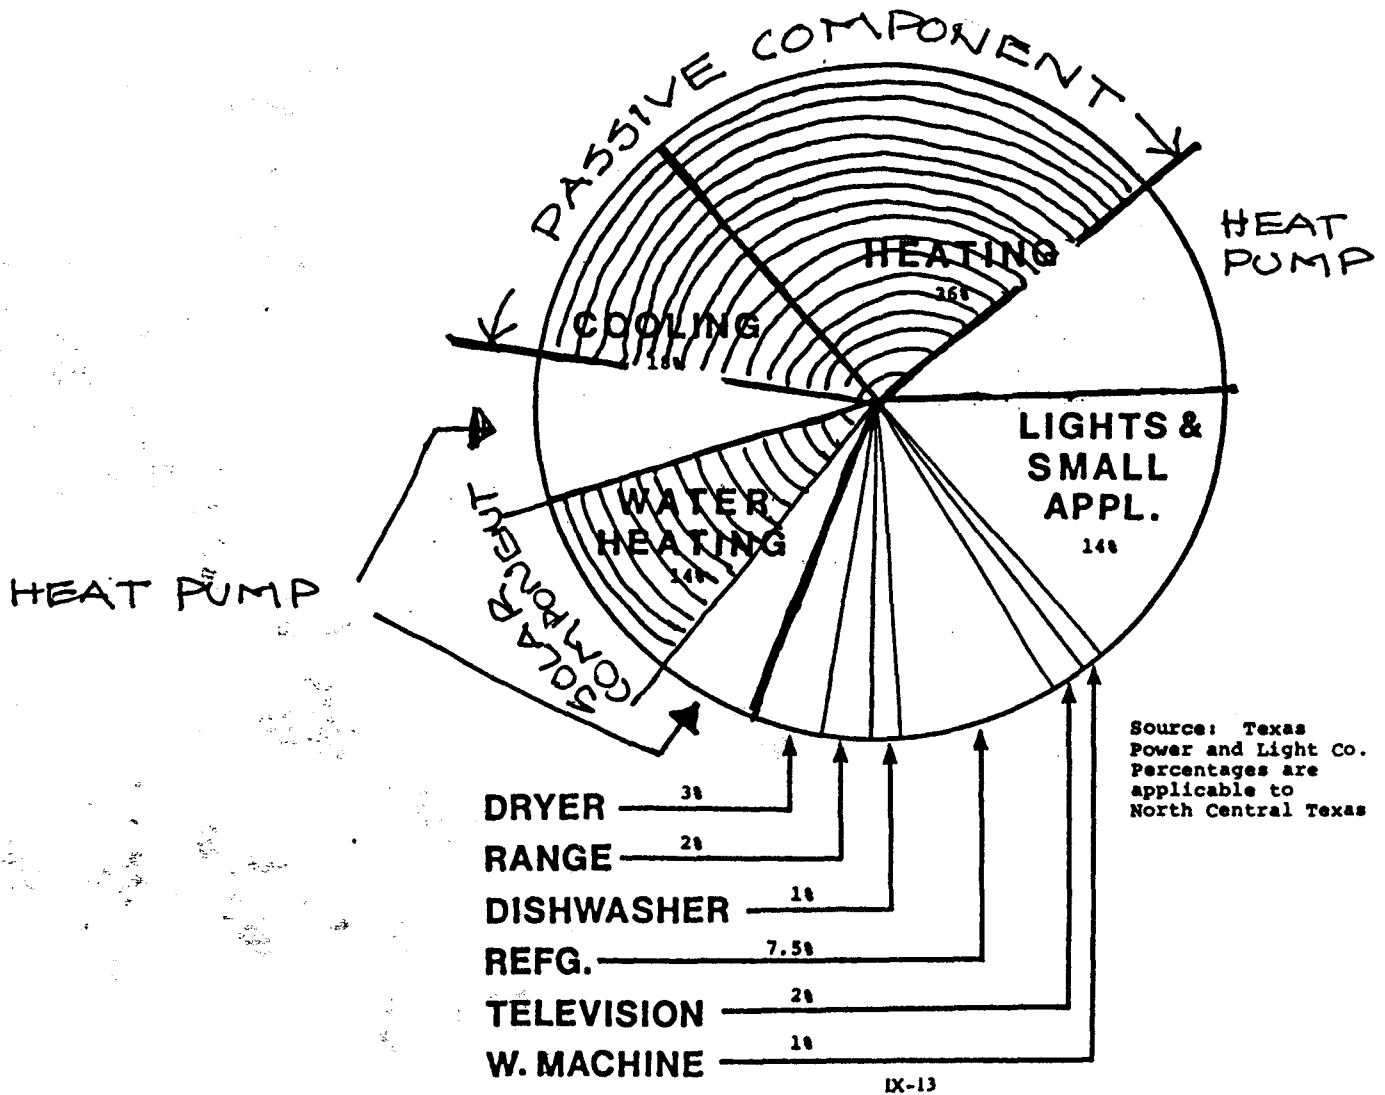 PASSIVE COMPONENT
HEAT
PUMP
HEATING
36%
COOLING
18%
LIGHTS &
SMALL
APPL.
14%
WATER
HEATING
14%
SOLAR
COMPONENT
HEAT PUMP
Source: Texas
Power and Light Co.
Percentages are
applicable to
North Central Texas
DRYER 3%
RANGE 2%
DISHWASHER 1%
REFG. 7.5%
TELEVISION 2%
W. MACHINE 1%
IX-13